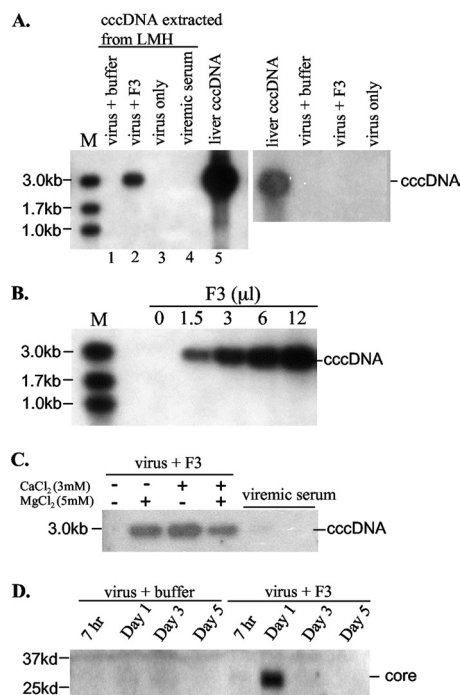 A.
cccDNA extracted
from LMH
M
virus + buffer
virus + F3
virus only
viremic serum
liver cccDNA
liver cccDNA
virus + buffer
virus + F3
virus only
3.0kb
1.7kb
1.0kb
cccDNA
1 2 3 4 5
B.
F3 (μl)
M 0 1.5 3 6 12
3.0kb
1.7kb
1.0kb
cccDNA
C.
virus + F3
CaCl2 (3mM) - - + +
MgCl2 (5mM) - + - +
viremic serum
3.0kb
cccDNA
D.
virus + buffer virus + F3
7 hr Day 1 Day 3 Day 5 7 hr Day 1 Day 3 Day 5
37kd
25kd
core